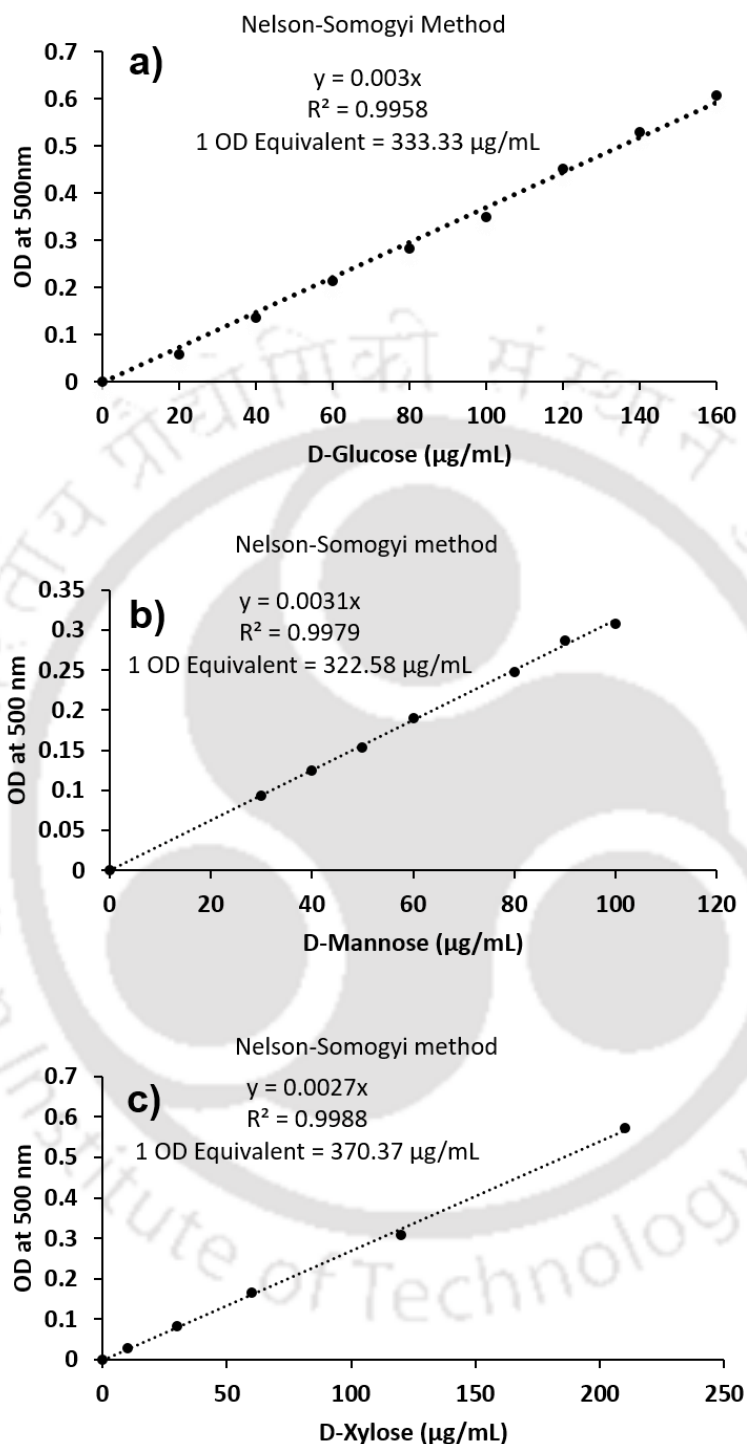 Nelson-Somogyi Method
a)
y = 0.003x
R² = 0.9958
1 OD Equivalent = 333.33 µg/mL
OD at 500nm
0.7
0.6
0.5
0.4
0.3
0.2
0.1
0
0 20 40 60 80 100 120 140 160
D-Glucose (µg/mL)
Nelson-Somogyi method
b)
y = 0.0031x
R² = 0.9979
1 OD Equivalent = 322.58 µg/mL
OD at 500 nm
0.35
0.3
0.25
0.2
0.15
0.1
0.05
0
0 20 40 60 80 100 120
D-Mannose (µg/mL)
Nelson-Somogyi method
c)
y = 0.0027x
R² = 0.9988
1 OD Equivalent = 370.37 µg/mL
OD at 500 nm
0.7
0.6
0.5
0.4
0.3
0.2
0.1
0
0 50 100 150 200 250
D-Xylose (µg/mL)
प्रौद्योगिकी संस्थान
Institute of Technology